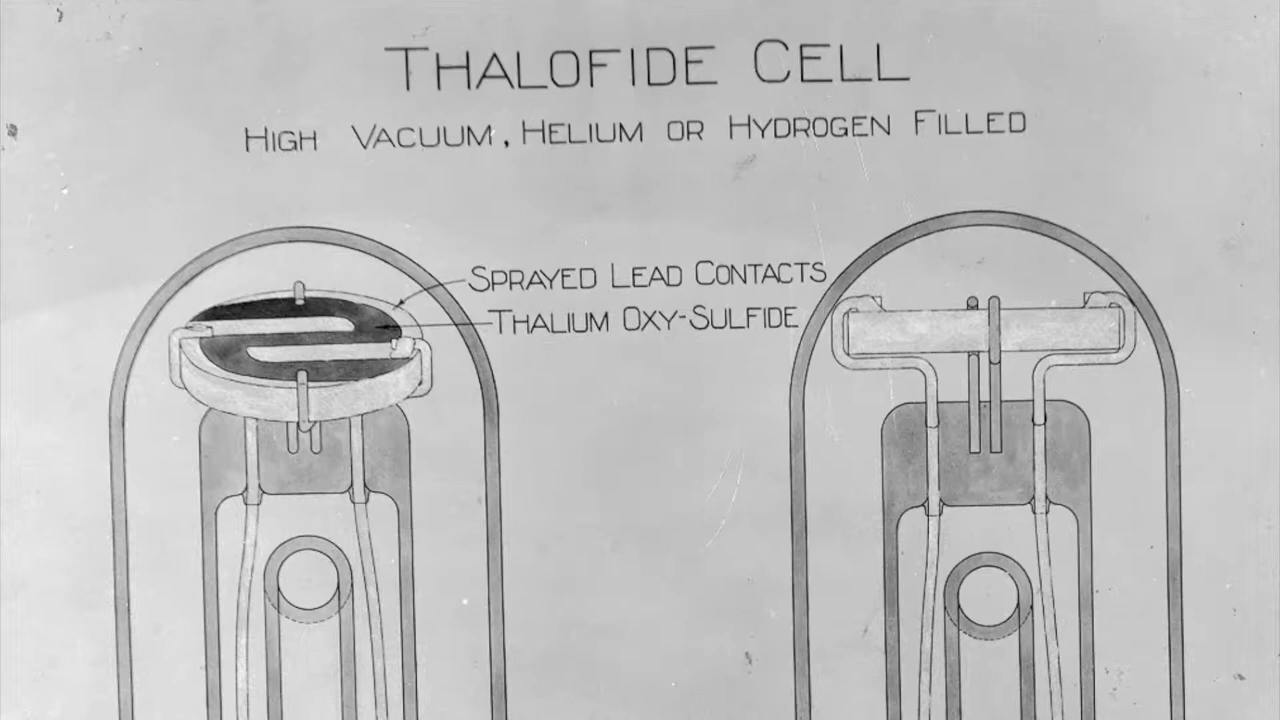 THALOFIDE CELL
HIGH VACUUM, HELIUM OR HYDROGEN FILLED
SPRAYED LEAD CONTACTS
THALIUM OXY-SULFIDE